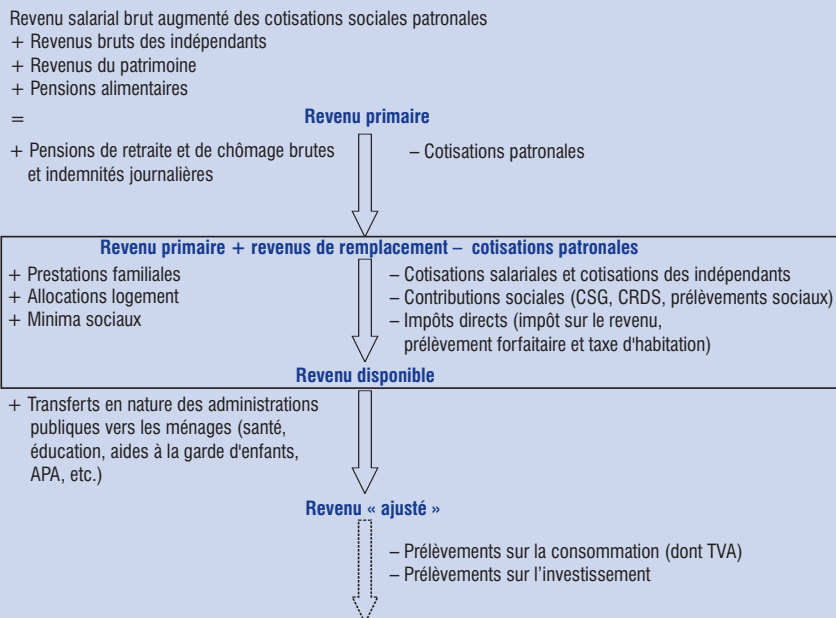 Revenu salarial brut augmenté des cotisations sociales patronales
+ Revenus bruts des indépendants
+ Revenus du patrimoine
+ Pensions alimentaires
=
Revenu primaire
+ Pensions de retraite et de chômage brutes
et indemnités journalières
– Cotisations patronales
Revenu primaire + revenus de remplacement – cotisations patronales
+ Prestations familiales
+ Allocations logement
+ Minima sociaux
– Cotisations salariales et cotisations des indépendants
– Contributions sociales (CSG, CRDS, prélèvements sociaux)
– Impôts directs (impôt sur le revenu,
prélèvement forfaitaire et taxe d'habitation)
Revenu disponible
+ Transferts en nature des administrations
publiques vers les ménages (santé,
éducation, aides à la garde d'enfants,
APA, etc.)
Revenu « ajusté »
– Prélèvements sur la consommation (dont TVA)
– Prélèvements sur l’investissement